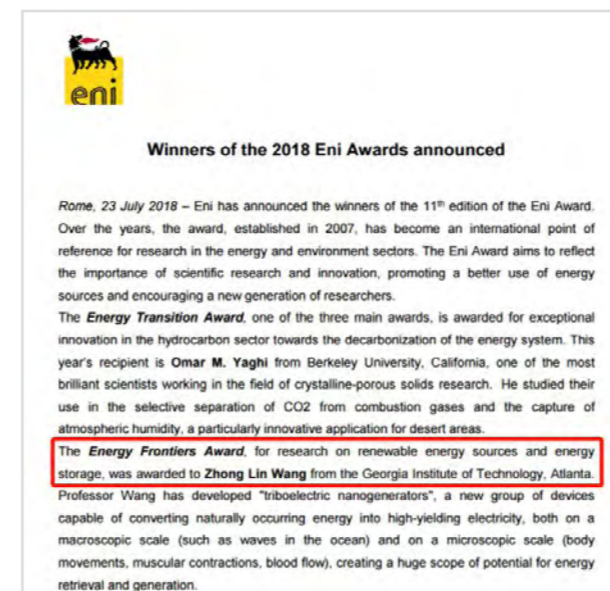 eni
Winners of the 2018 Eni Awards announced
Rome, 23 July 2018 – Eni has announced the winners of the 11th edition of the Eni Award.
Over the years, the award, established in 2007, has become an international point of
reference for research in the energy and environment sectors. The Eni Award aims to reflect
the importance of scientific research and innovation, promoting a better use of energy
sources and encouraging a new generation of researchers.
The Energy Transition Award, one of the three main awards, is awarded for exceptional
innovation in the hydrocarbon sector towards the decarbonization of the energy system. This
year's recipient is Omar M. Yaghi from Berkeley University, California, one of the most
brilliant scientists working in the field of crystalline-porous solids research. He studied their
use in the selective separation of CO2 from combustion gases and the capture of
atmospheric humidity, a particularly innovative application for desert areas.
The Energy Frontiers Award, for research on renewable energy sources and energy
storage, was awarded to Zhong Lin Wang from the Georgia Institute of Technology, Atlanta.
Professor Wang has developed "triboelectric nanogenerators", a new group of devices
capable of converting naturally occurring energy into high-yielding electricity, both on a
macroscopic scale (such as waves in the ocean) and on a microscopic scale (body
movements, muscular contractions, blood flow), creating a huge scope of potential for energy
retrieval and generation.